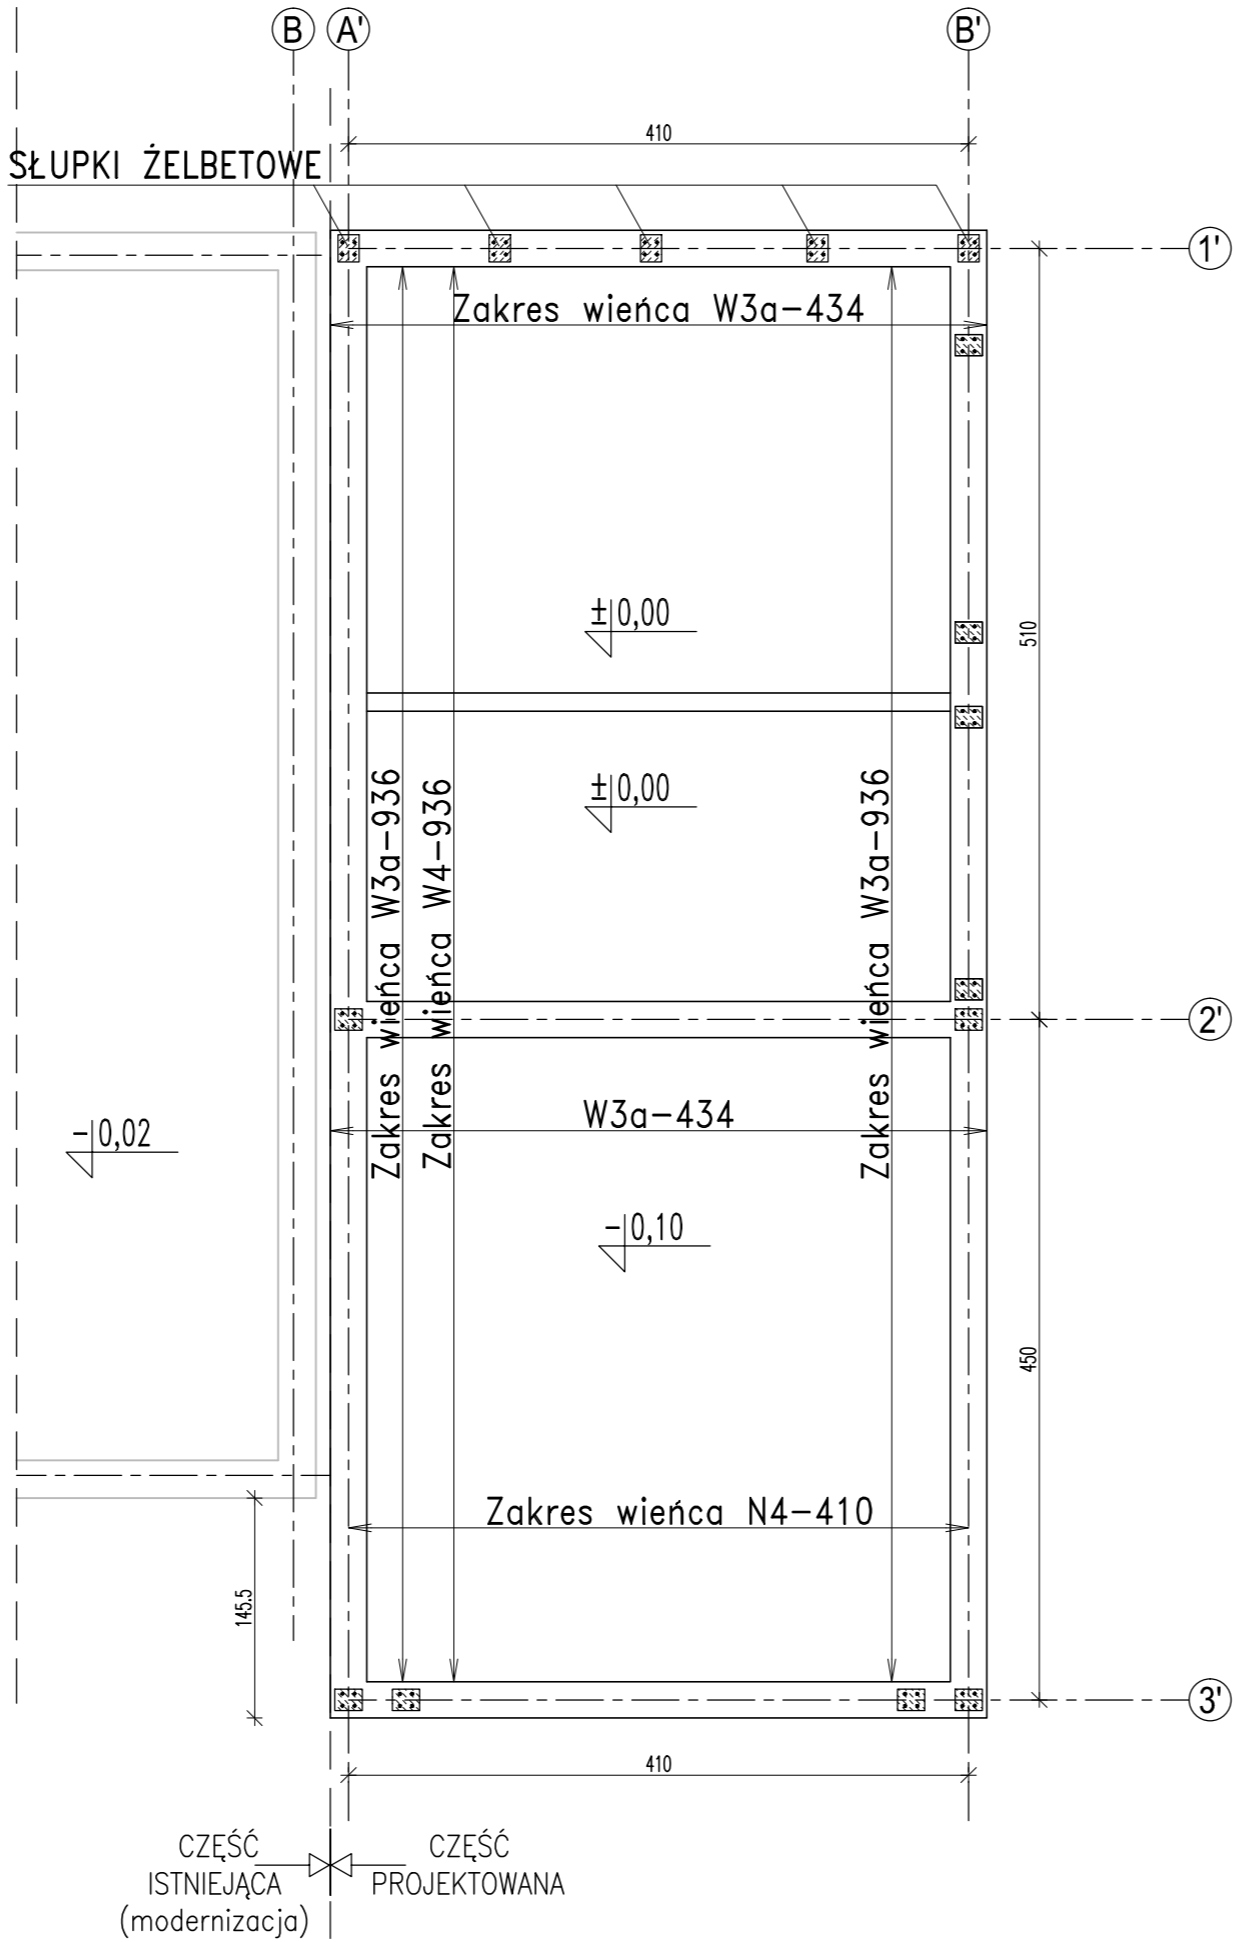 B
A'
B'
410
SŁUPKI ŻELBETOWE
1'
Zakres wieńca W3a-434
±0,00
510
±0,00
Zakres wieńca W3a-936
Zakres wieńca W4-936
Zakres wieńca W3a-936
2'
W3a-434
-0,02
-0,10
450
Zakres wieńca N4-410
145.5
3'
410
CZĘŚĆ
ISTNIEJĄCA
(modernizacja)
CZĘŚĆ
PROJEKTOWANA